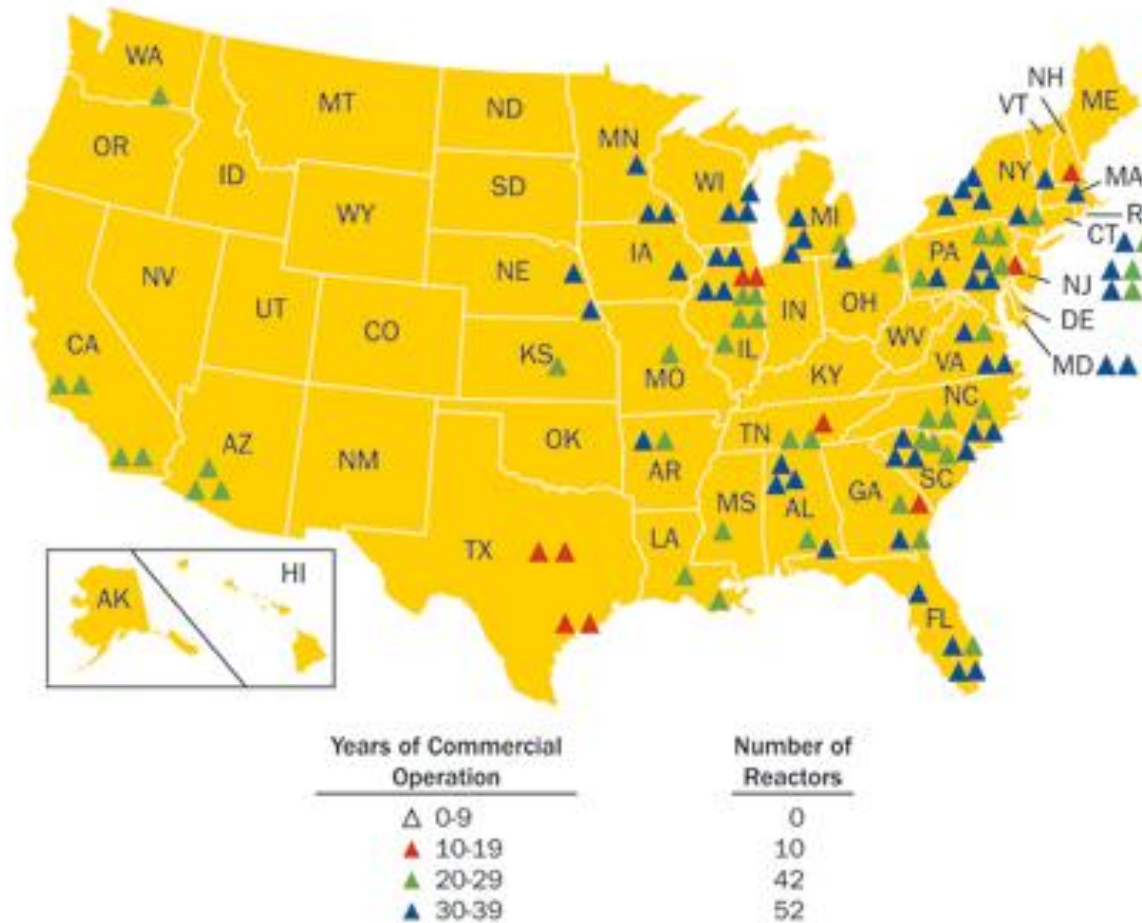 WA
MT
ND
MN
NH
VT
ME
OR
ID
SD
WI
NY
MA
WY
MI
R
CT
IA
PA
NE
NV
NJ
UT
IN
OH
DE
CO
IL
WV
CA
KS
MO
KY
VA
MD
NC
TN
OK
AZ
NM
AR
SC
MS
AL
GA
LA
TX
HI
AK
FL
Years of Commercial Operation
Number of Reactors
0-9 0
10-19 10
20-29 42
30-39 52